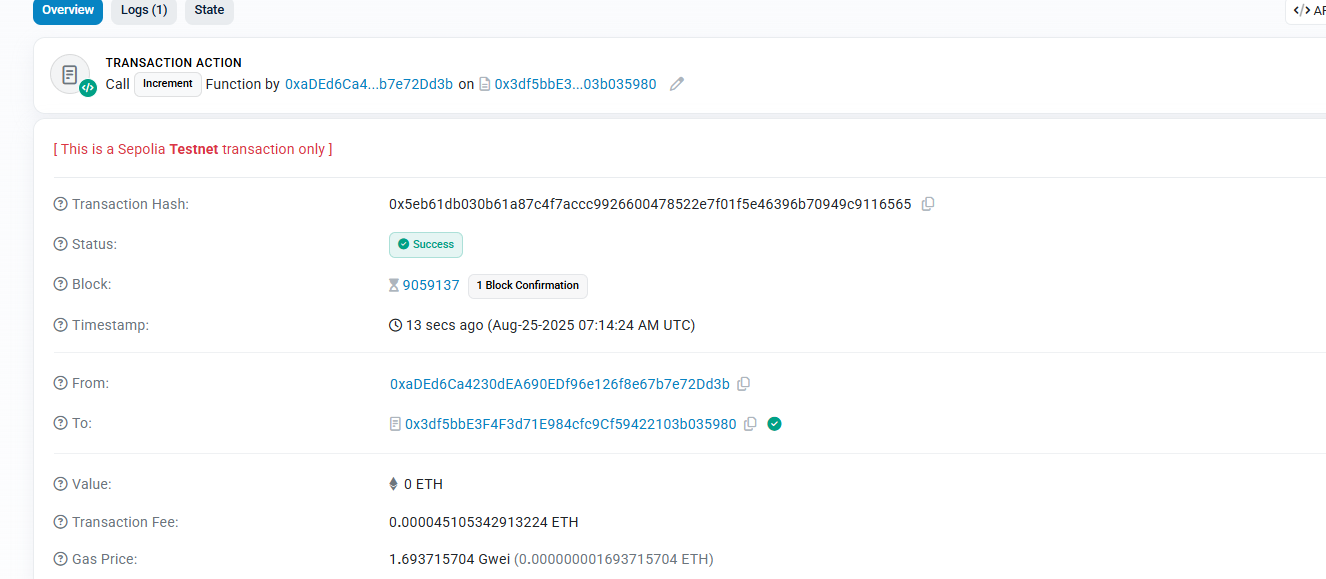 Overview Logs (1) State </> AP
TRANSACTION ACTION
Call Increment Function by 0xaDEd6Ca4...b7e72Dd3b on 0x3df5bbE3...03b035980
[ This is a Sepolia Testnet transaction only ]
Transaction Hash: 0x5eb61db030b61a87c4f7accc9926600478522e7f01f5e46396b70949c9116565
Status: Success
Block: 9059137 1 Block Confirmation
Timestamp: 13 secs ago (Aug-25-2025 07:14:24 AM UTC)
From: 0xaDEd6Ca4230dEA690EDf96e126f8e67b7e72Dd3b
To: 0x3df5bbE3F4F3d71E984cfc9Cf59422103b035980
Value: 0 ETH
Transaction Fee: 0.000045105342913224 ETH
Gas Price: 1.693715704 Gwei (0.000000001693715704 ETH)